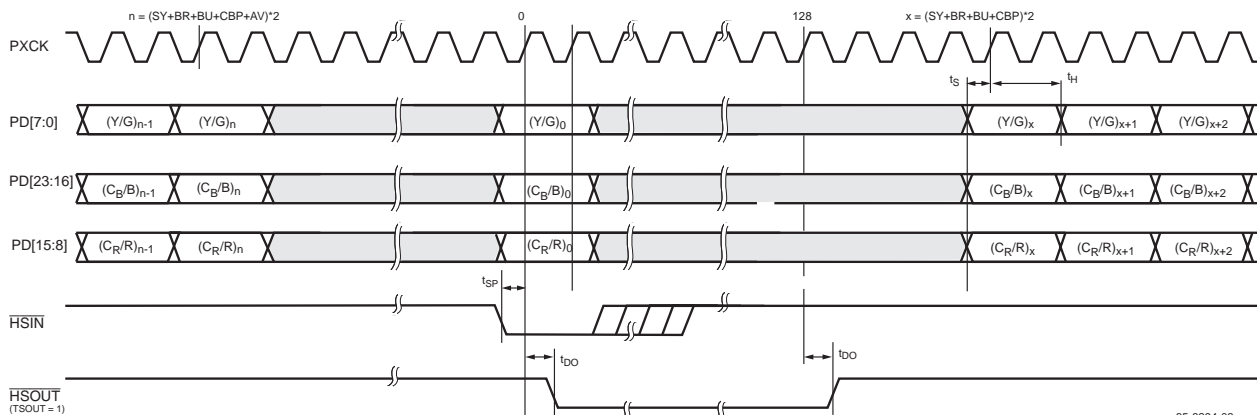 n = (SY+BR+BU+CBP+AV)*2 0 128 x = (SY+BR+BU+CBP)*2
PXCK
tS tH
PD[7:0] (Y/G)n-1 (Y/G)n (Y/G)0 (Y/G)x (Y/G)x+1 (Y/G)x+2
PD[23:16] (CB/B)n-1 (CB/B)n (CB/B)0 (CB/B)x (CB/B)x+1 (CB/B)x+2
PD[15:8] (CR/R)n-1 (CR/R)n (CR/R)0 (CR/R)x (CR/R)x+1 (CR/R)x+2
tSP
HSIN
tDO tDO
HSOUT
(TSOUT = 1)